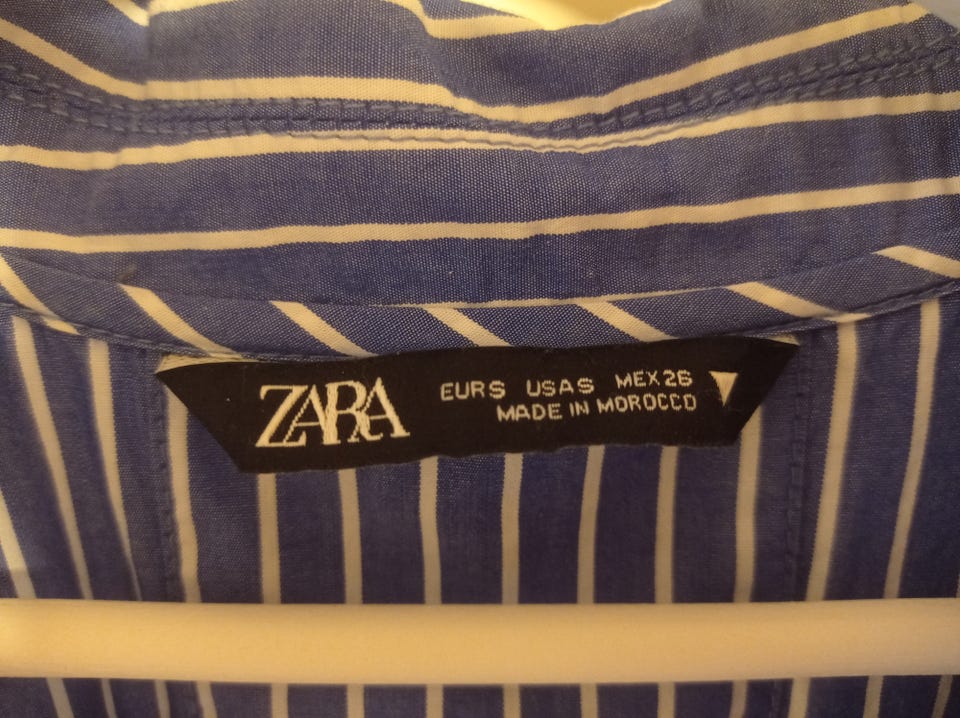 ZARA
EUR S USA S MEX 26
MADE IN MOROCCO